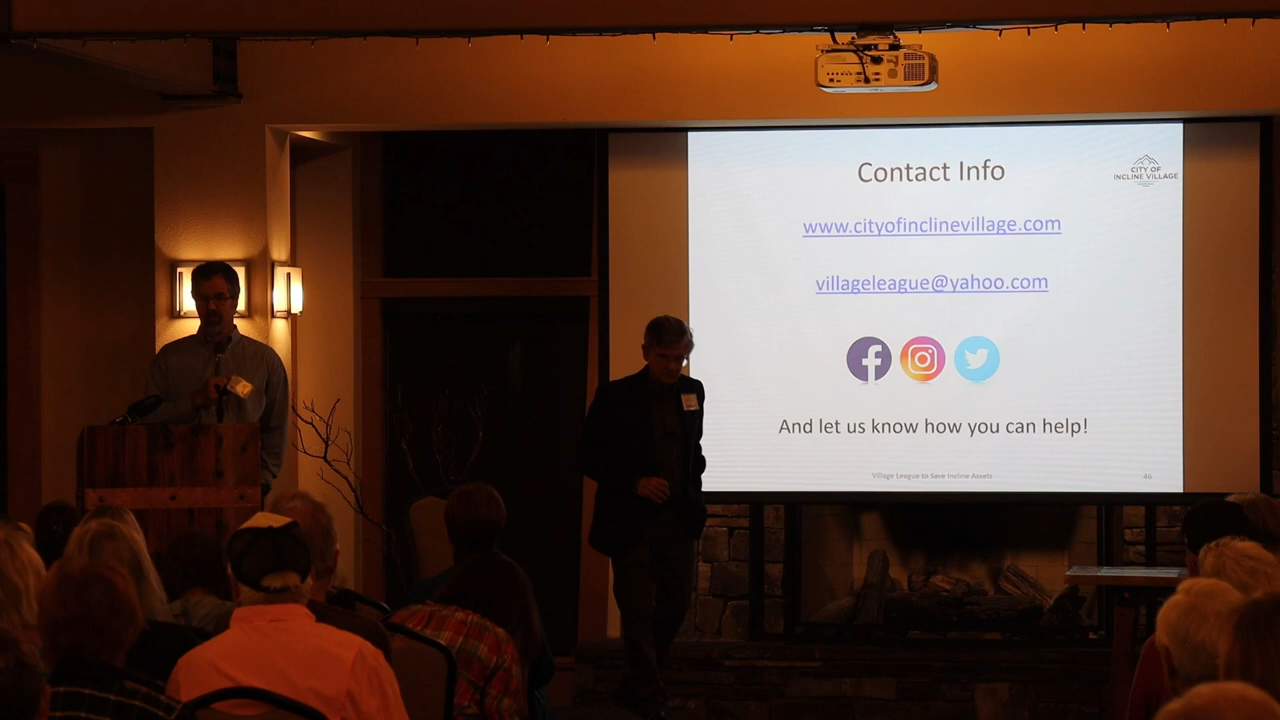 Contact Info
CITY OF
INCLINE VILLAGE
www.cityofinclinevillage.com
villageleague@yahoo.com
And let us know how you can help!
Village League to Save Incline Assets
46